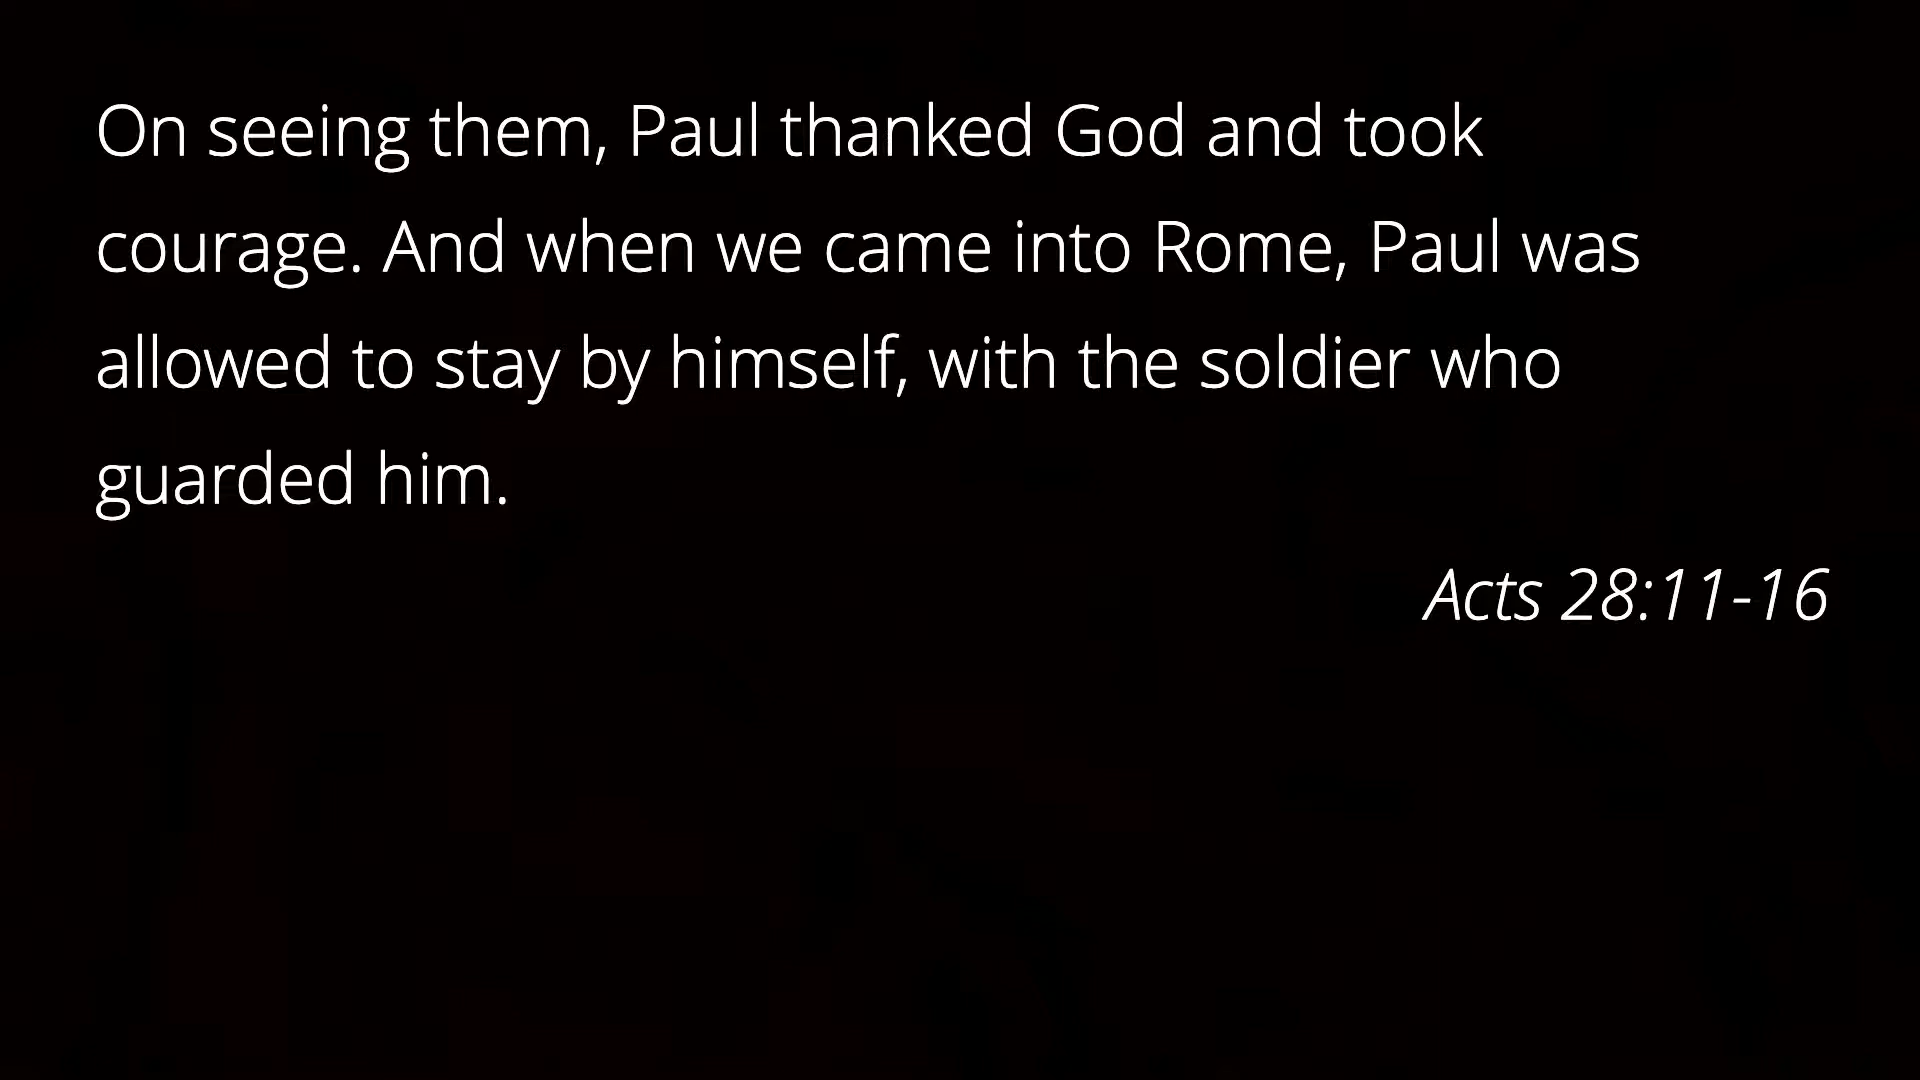 On seeing them, Paul thanked God and took
courage. And when we came into Rome, Paul was
allowed to stay by himself, with the soldier who
guarded him.
Acts 28:11-16